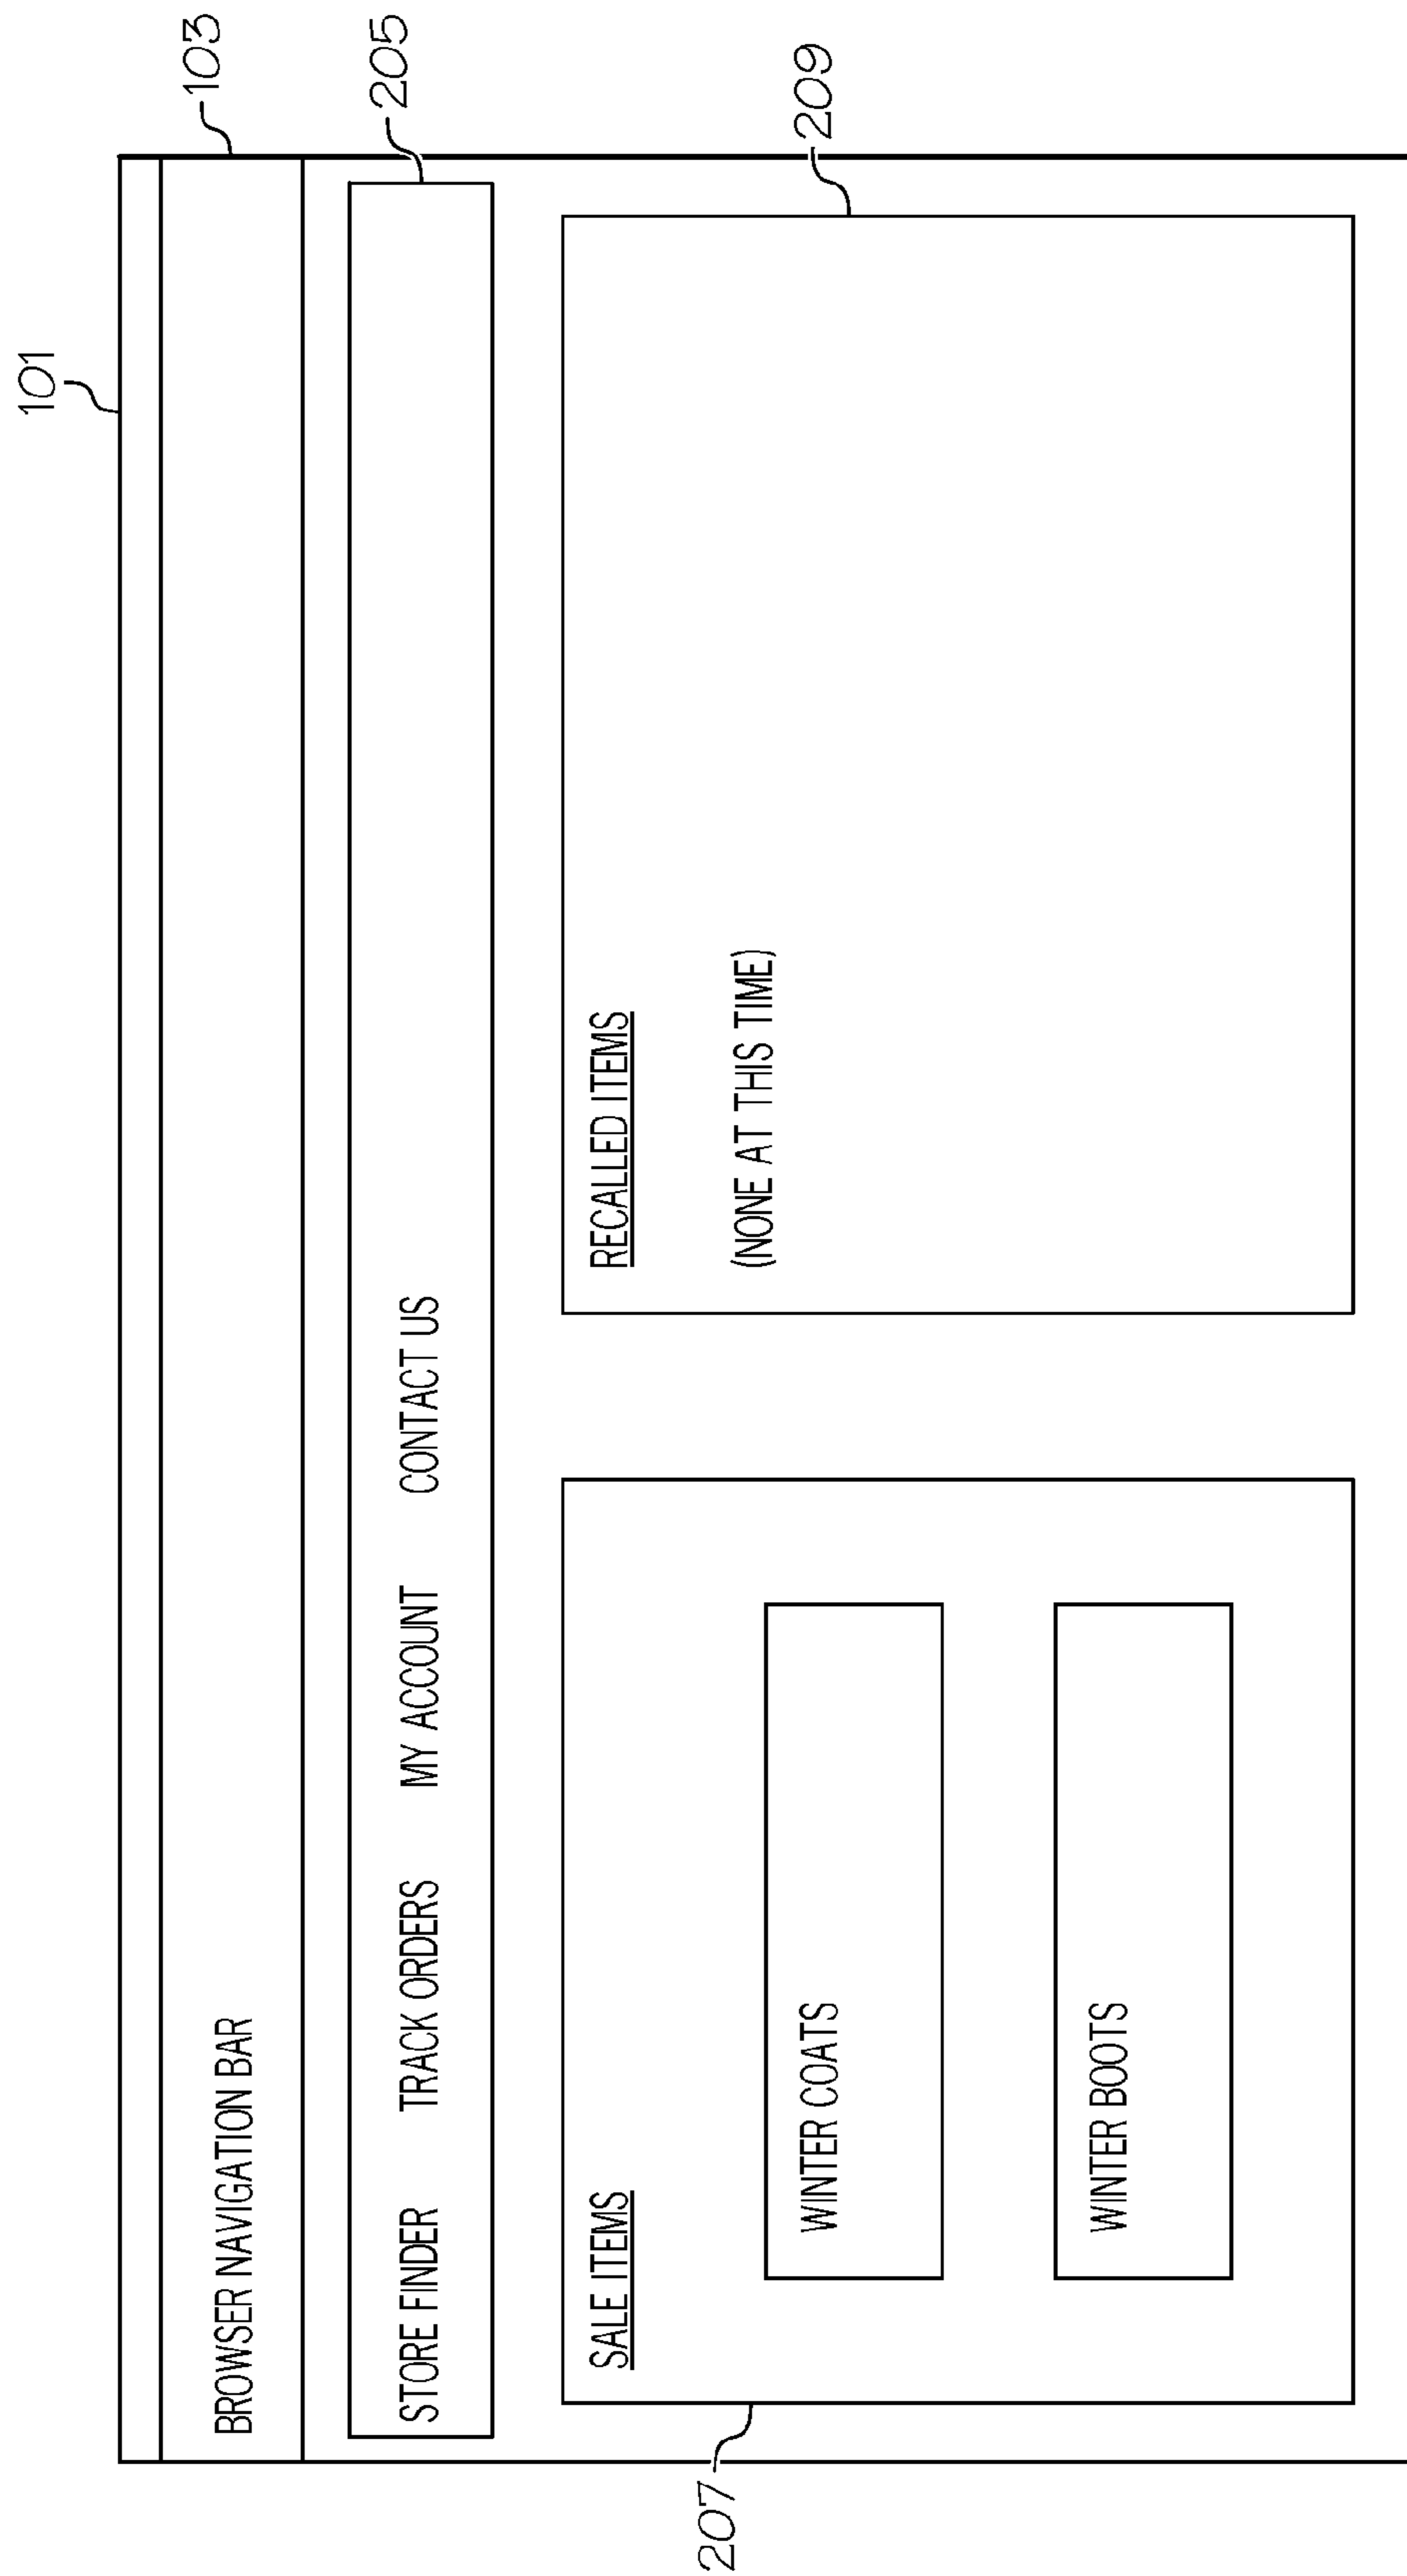 101
103
BROWSER NAVIGATION BAR
205
STORE FINDER TRACK ORDERS MY ACCOUNT CONTACT US
207
SALE ITEMS
WINTER COATS
WINTER BOOTS
209
RECALLED ITEMS
(NONE AT THIS TIME)